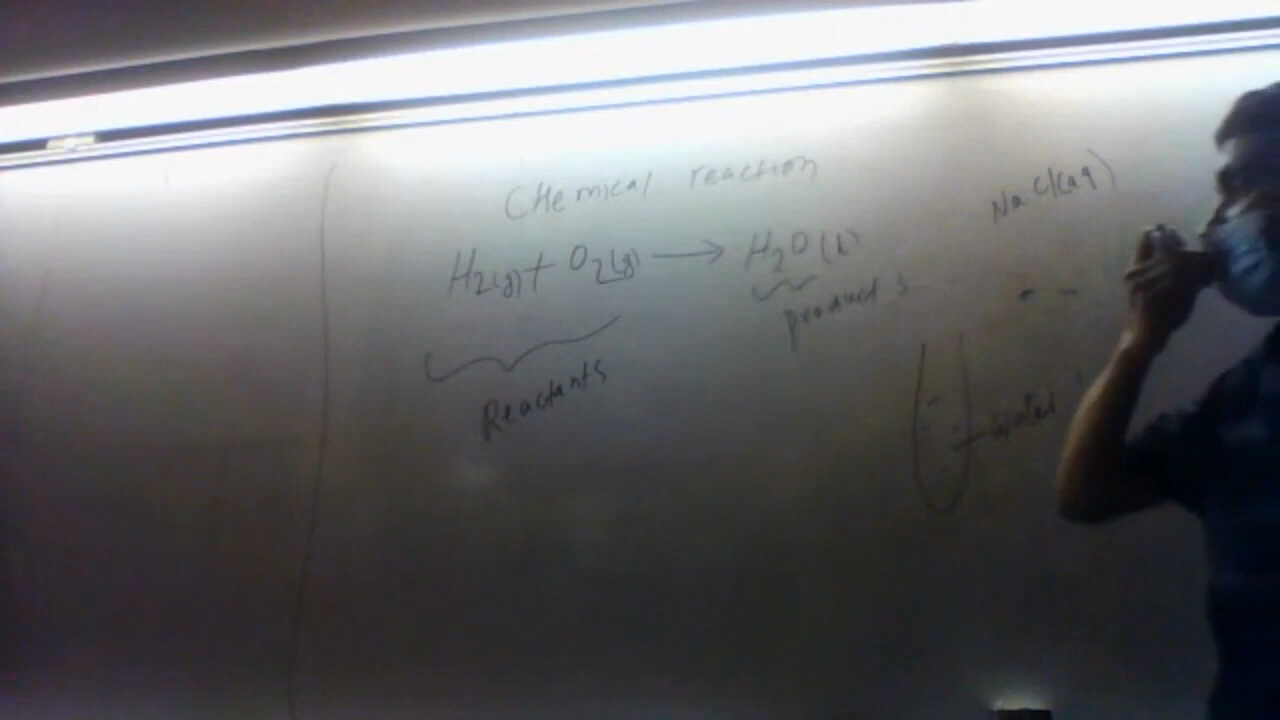 Chemical reaction
H2(g) + O2(g) → H2O(l)
products
Reactants
NaCl(aq)
water